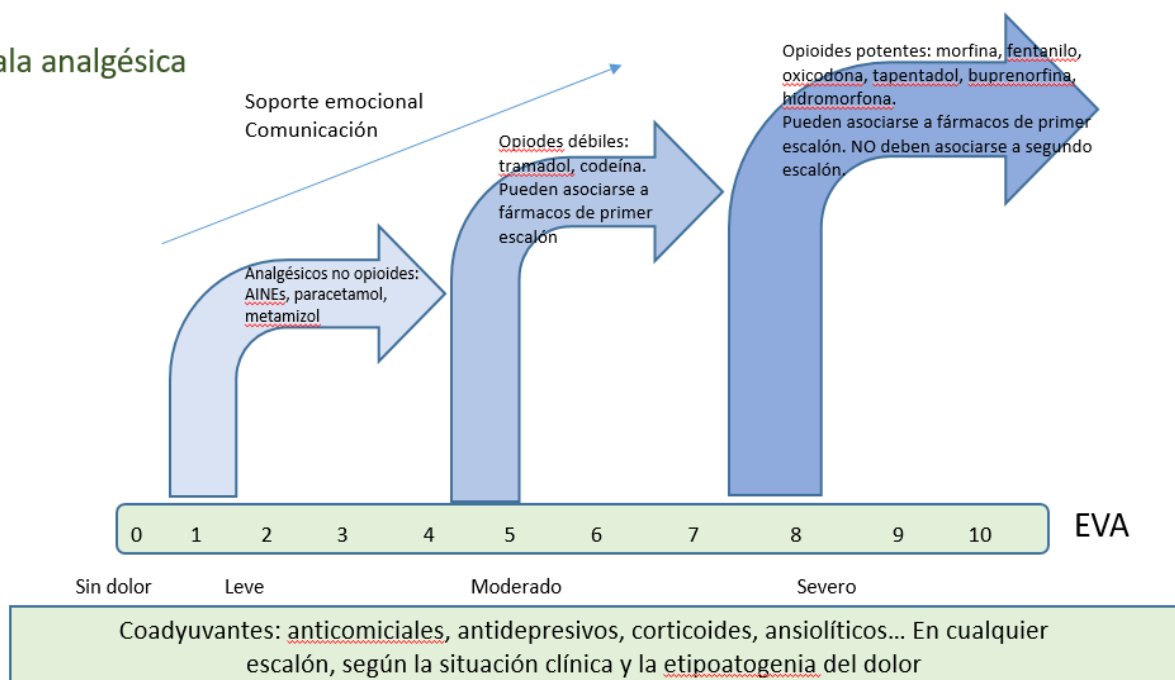 ala analgésica
Soporte emocional
Comunicación
Analgésicos no opioides:
AINEs, paracetamol,
metamizol
Opiodes débiles:
tramadol, codeína.
Pueden asociarse a
fármacos de primer
escalón
Opioides potentes: morfina, fentanilo,
oxicodona, tapentadol, buprenorfina,
hidromorfona.
Pueden asociarse a fármacos de primer
escalón. NO deben asociarse a segundo
escalón.
0 1 2 3 4 5 6 7 8 9 10 EVA
Sin dolor Leve Moderado Severo
Coadyuvantes: anticomiciales, antidepresivos, corticoides, ansiolíticos... En cualquier
escalón, según la situación clínica y la etipoatogenia del dolor